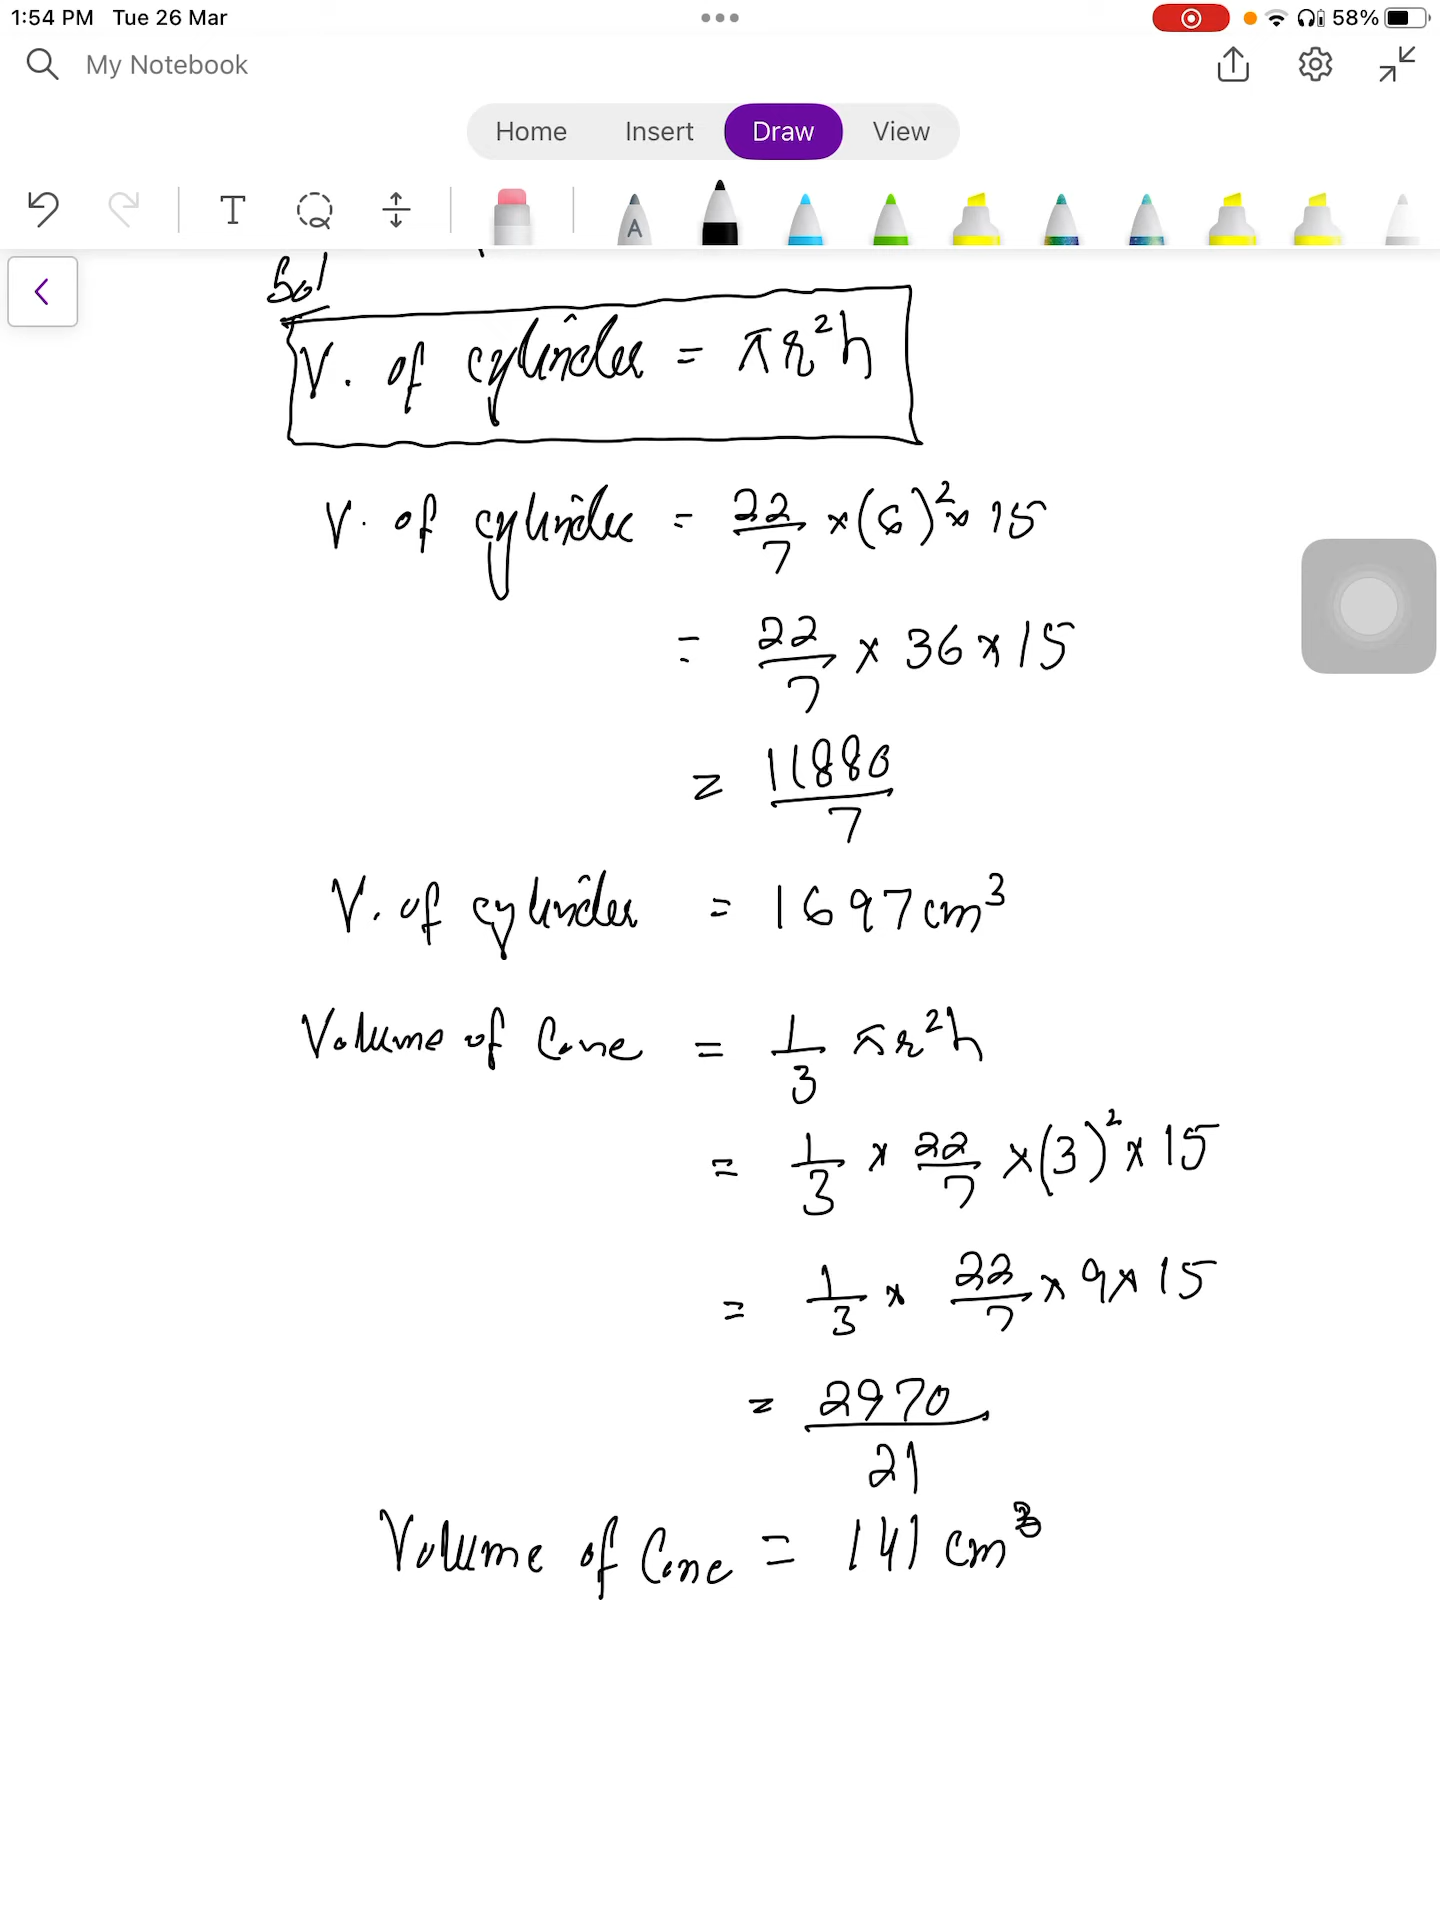 1:54 PM Tue 26 Mar
58%
My Notebook
Home Insert Draw View
T
A
Sol
V. of cylinder = πr²h
V. of cylinder = 22/7 × (6)² × 15
= 22/7 × 36 × 15
= 11880/7
V. of cylinder = 1697 cm³
Volume of Cone = 1/3 πr²h
= 1/3 × 22/7 × (3)² × 15
= 1/3 × 22/7 × 9 × 15
= 2970/21
Volume of Cone = 141 cm³